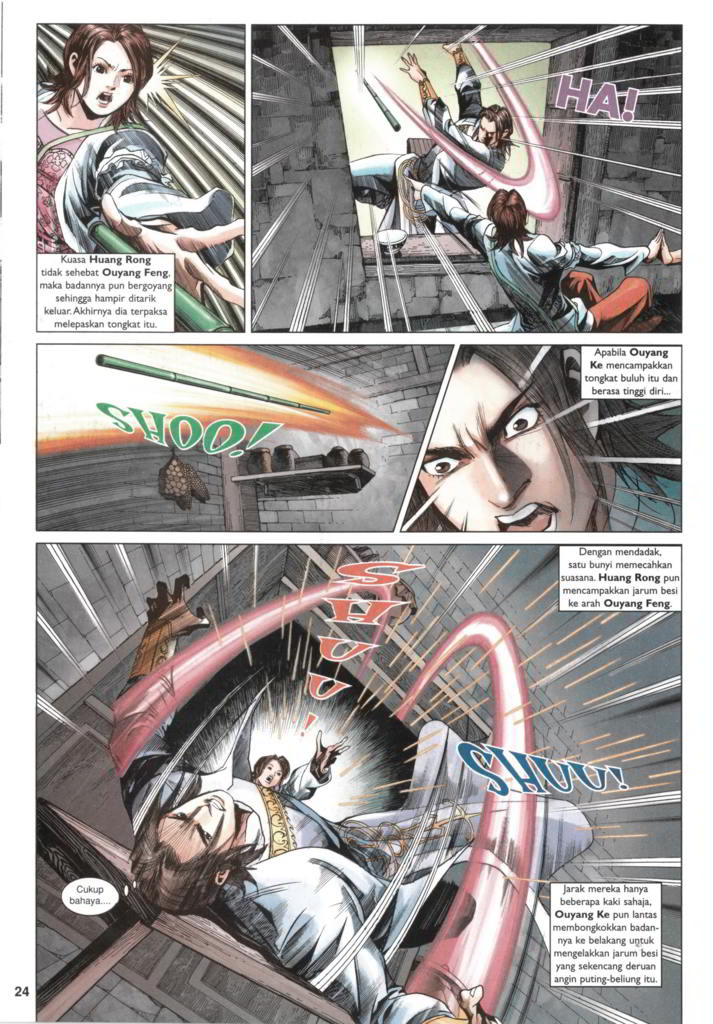 Kuasa Huang Rong
tidak sehebat Ouyang Feng,
maka badannya pun bergoyang
sehingga hampir ditarik
keluar. Akhirnya dia terpaksa
melepaskan tongkat itu.
HA!
SHOO!
Apabila Ouyang
Ke mencampakkan
tongkat buluh itu dan
berasa tinggi diri...
Dengan mendadak,
satu bunyi memecahkan
suasana. Huang Rong pun
mencampakkan jarum besi
ke arah Ouyang Feng.
SHUU!
SHUU!
Cukup
bahaya....
Jarak mereka hanya
beberapa kaki sahaja,
Ouyang Ke pun lantas
membongkokkan badan-
nya ke belakang untuk
mengelakkan jarum besi
yang sekencang deruan
angin puting-beliung itu.
24